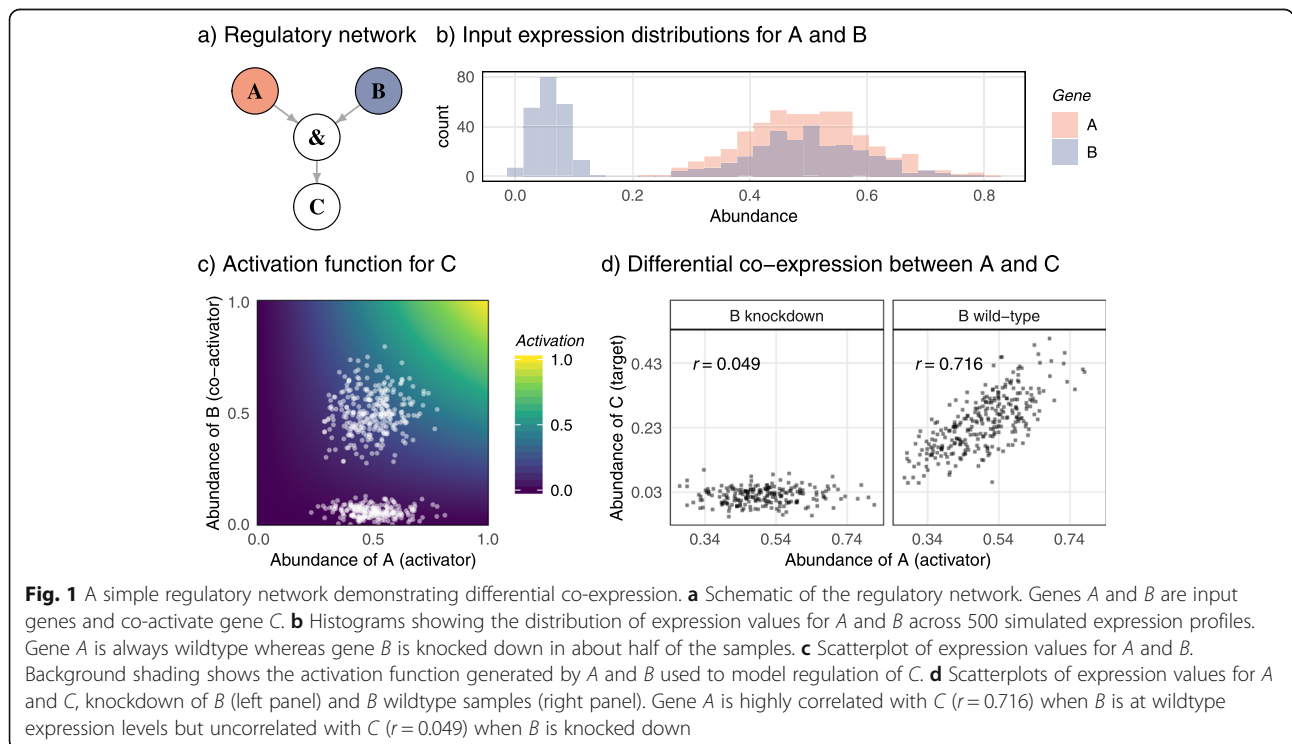 a) Regulatory network
b) Input expression distributions for A and B
A
B
&
C
80
40
0
count
0.0
0.2
0.4
0.6
0.8
Abundance
Gene
A
B
c) Activation function for C
1.0
0.5
0.0
Abundance of B (co−activator)
0.0
0.5
1.0
Abundance of A (activator)
Activation
1.0
0.5
0.0
d) Differential co−expression between A and C
B knockdown
B wild−type
r = 0.049
r = 0.716
0.43
0.23
0.03
Abundance of C (target)
0.34
0.54
0.74
0.34
0.54
0.74
Abundance of A (activator)
Fig. 1 A simple regulatory network demonstrating differential co-expression. a Schematic of the regulatory network. Genes A and B are input
genes and co-activate gene C. b Histograms showing the distribution of expression values for A and B across 500 simulated expression profiles.
Gene A is always wildtype whereas gene B is knocked down in about half of the samples. c Scatterplot of expression values for A and B.
Background shading shows the activation function generated by A and B used to model regulation of C. d Scatterplots of expression values for A
and C, knockdown of B (left panel) and B wildtype samples (right panel). Gene A is highly correlated with C (r = 0.716) when B is at wildtype
expression levels but uncorrelated with C (r = 0.049) when B is knocked down